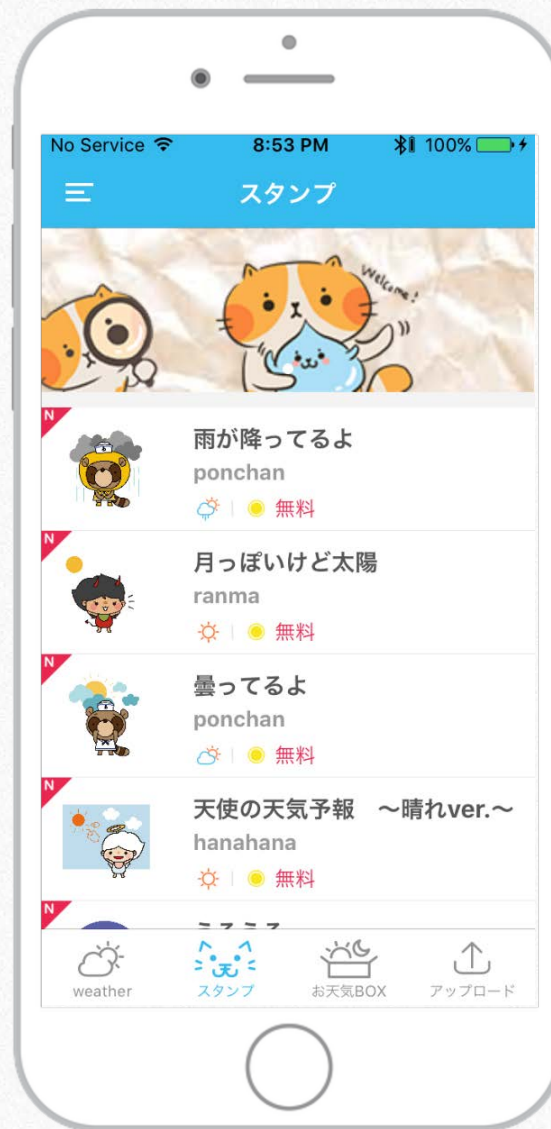 No Service 8:53 PM 100%
スタンプ
Welcome!
N
雨が降ってるよ
ponchan
無料
N
月っぽいけど太陽
ranma
無料
N
曇ってるよ
ponchan
無料
N
天使の天気予報 〜晴れver.〜
hanahana
無料
N
weather スタンプ お天気BOX アップロード